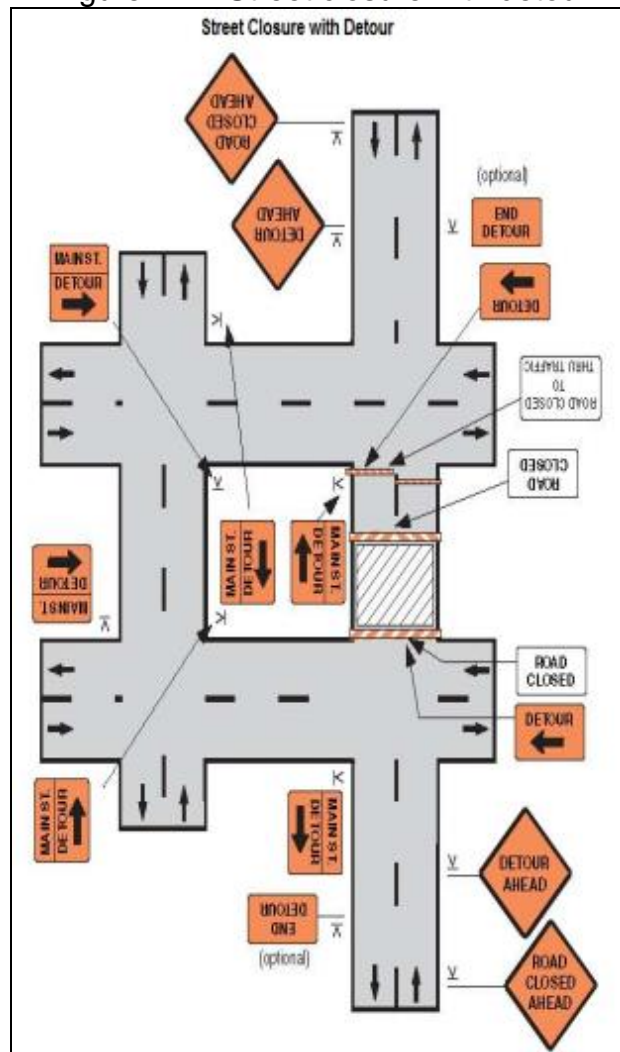 Street Closure with Detour
ROAD
CLOSED
AHEAD
DETOUR
AHEAD
(optional)
END
DETOUR
DETOUR
MAIN ST.
DETOUR
ROAD CLOSED
TO
THRU TRAFFIC
ROAD
CLOSED
MAIN ST.
DETOUR
MAIN ST.
DETOUR
MAIN ST.
DETOUR
ROAD
CLOSED
DETOUR
MAIN ST.
DETOUR
MAIN ST.
DETOUR
DETOUR
AHEAD
END
DETOUR
(optional)
ROAD
CLOSED
AHEAD